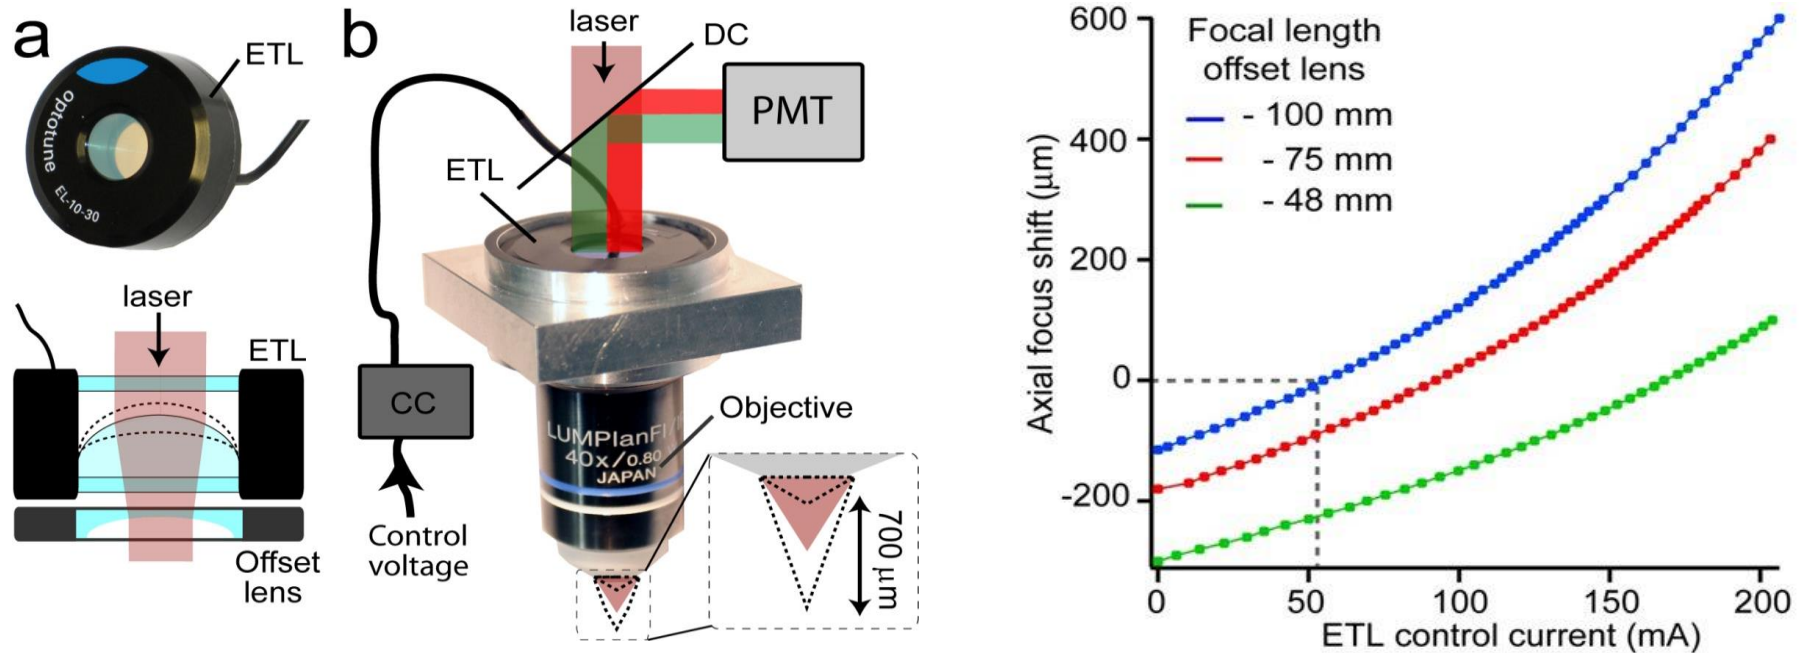 a
ETL
optotune
EL-10-30
laser
ETL
Offset
lens
b
laser
DC
PMT
ETL
CC
Control
voltage
LUMPlanFl
40x/0.80
JAPAN
Objective
700 µm
600
400
200
0
-200
Axial focus shift (µm)
Focal length
offset lens
- 100 mm
- 75 mm
- 48 mm
0
50
100
150
200
ETL control current (mA)